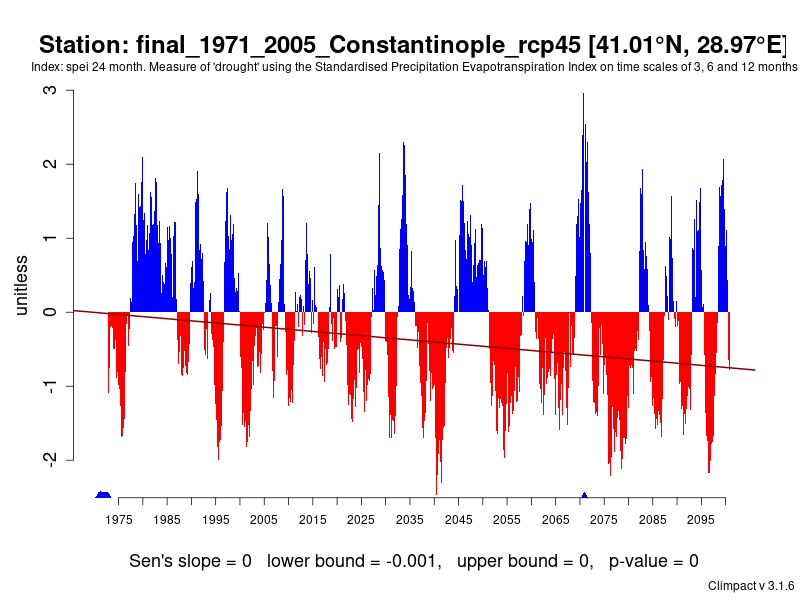 Station: final_1971_2005_Constantinople_rcp45 [41.01°N, 28.97°E]
Index: spei 24 month. Measure of 'drought' using the Standardised Precipitation Evapotranspiration Index on time scales of 3, 6 and 12 months
3
2
1
0
-1
-2
unitless
1975 1985 1995 2005 2015 2025 2035 2045 2055 2065 2075 2085 2095
Sen's slope = 0 lower bound = -0.001, upper bound = 0, p-value = 0
Climpact v 3.1.6